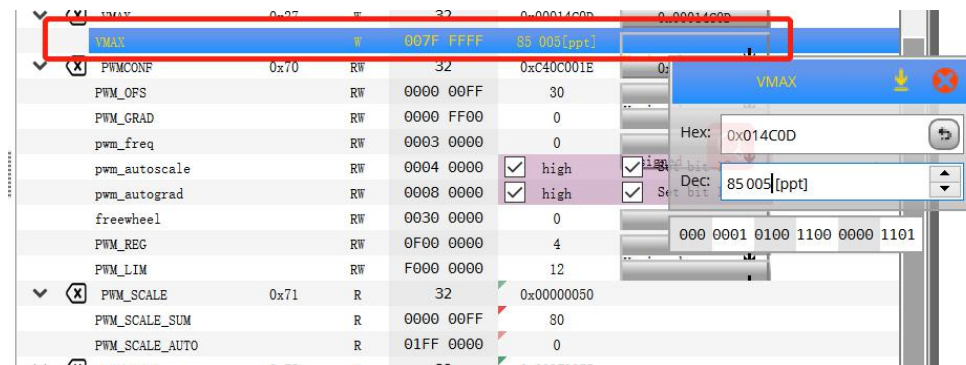 VMAX 0x27 W 32 0x00014C0D 0x00014C0D
VMAX W 007F FFFF 85 005[ppt]
PWMCONF 0x70 RW 32 0xC40C001E
PWM_OFS RW 0000 00FF 30
PWM_GRAD RW 0000 FF00 0
pwm_freq RW 0003 0000 0
pwm_autoscale RW 0004 0000 high
pwm_autograd RW 0008 0000 high
freewheel RW 0030 0000 0
PWM_REG RW 0F00 0000 4
PWM_LIM RW F000 0000 12
PWM_SCALE 0x71 R 32 0x00000050
PWM_SCALE_SUM R 0000 00FF 80
PWM_SCALE_AUTO R 01FF 0000 0
VMAX
Hex: 0x014C0D
Dec: 85 005[ppt]
000 0001 0100 1100 0000 1101